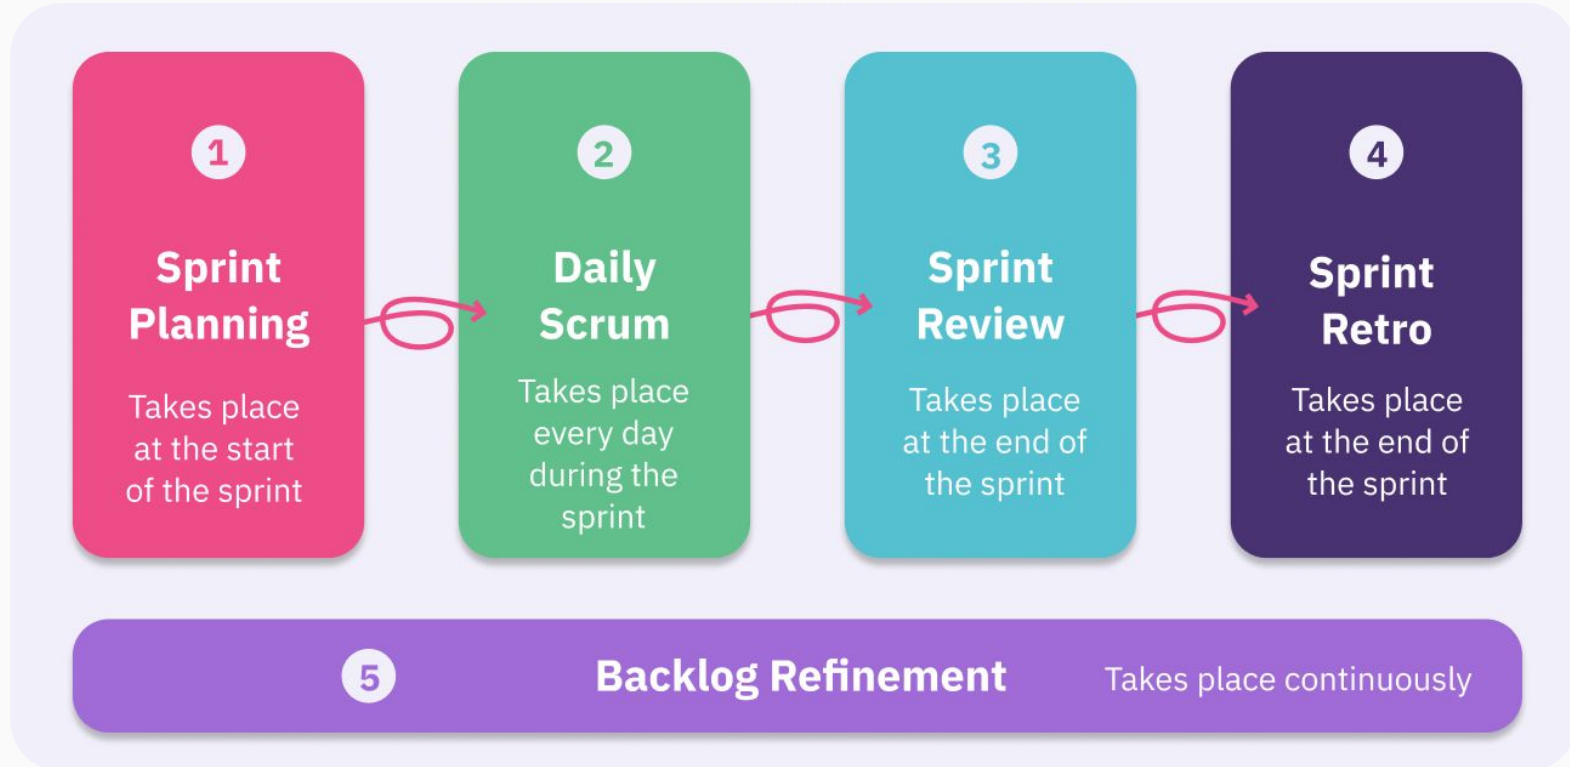 1
Sprint
Planning
Takes place
at the start
of the sprint
2
Daily
Scrum
Takes place
every day
during the
sprint
3
Sprint
Review
Takes place
at the end of
the sprint
4
Sprint
Retro
Takes place
at the end of
the sprint
5 Backlog Refinement Takes place continuously